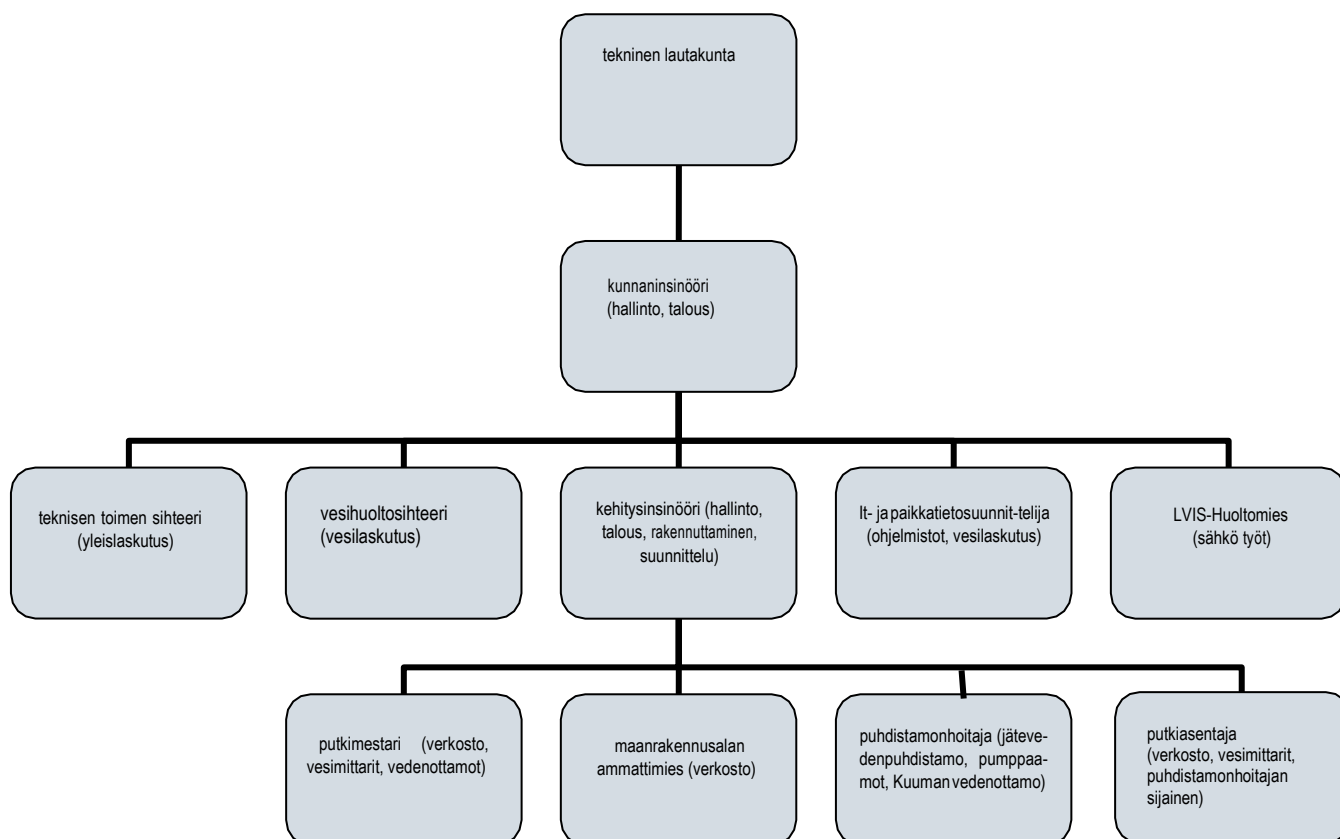 tekninen lautakunta
kunnaninsinööri
(hallinto, talous)
teknisen toimen sihteeri
(yleislaskutus)
vesihuoltosihteeri
(vesilaskutus)
kehitysinsinööri (hallinto,
talous, rakennuttaminen,
suunnittelu)
It- ja paikkatietosuunnit-telija
(ohjelmistot, vesilaskutus)
LVIS-Huoltomies
(sähkö työt)
putkimestari (verkosto,
vesimittarit, vedenottamot)
maanrakennusalan
ammattimies (verkosto)
puhdistamonhoitaja (jäteve-
denpuhdistamo, pumppaa-
mot, Kuuman vedenottamo)
putkiasentaja
(verkosto, vesimittarit,
puhdistamonhoitajan
sijainen)